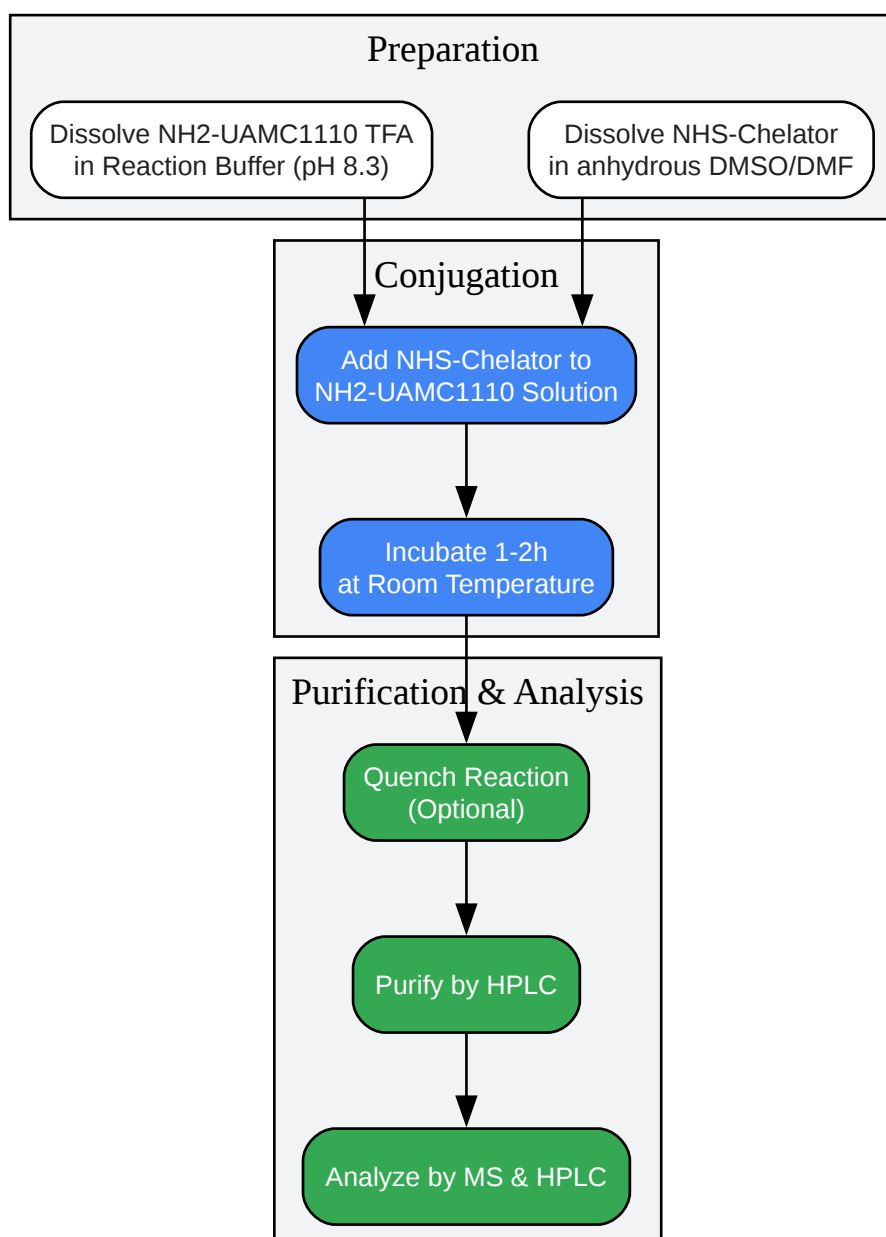 Preparation
Dissolve NH2-UAMC1110 TFA
in Reaction Buffer (pH 8.3)
Dissolve NHS-Chelator
in anhydrous DMSO/DMF
Conjugation
Add NHS-Chelator to
NH2-UAMC1110 Solution
Incubate 1-2h
at Room Temperature
Purification & Analysis
Quench Reaction
(Optional)
Purify by HPLC
Analyze by MS & HPLC